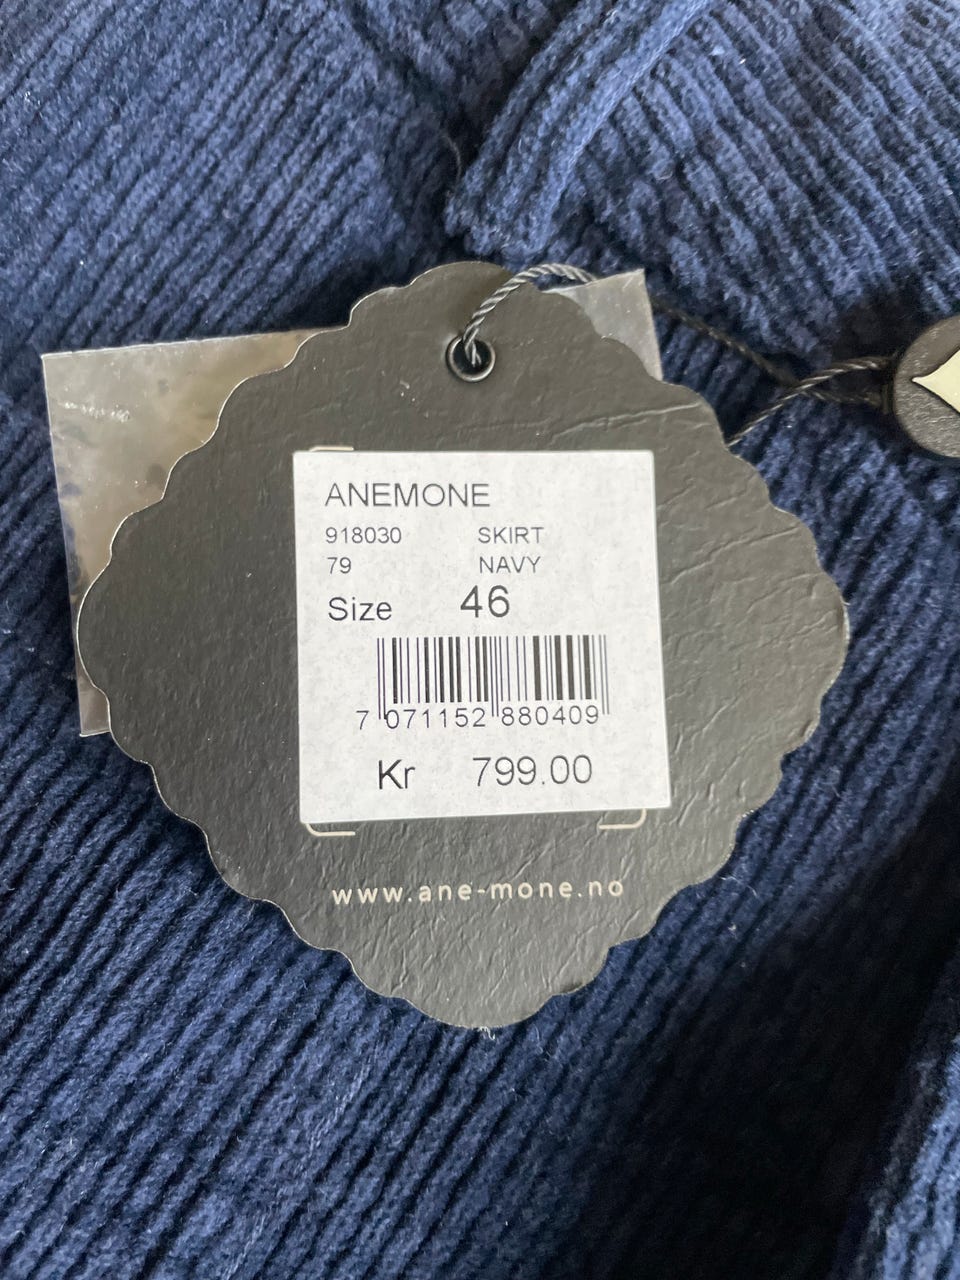 ANEMONE
918030 SKIRT
79 NAVY
Size 46
7 071152 880409
Kr 799.00
www.ane-mone.no